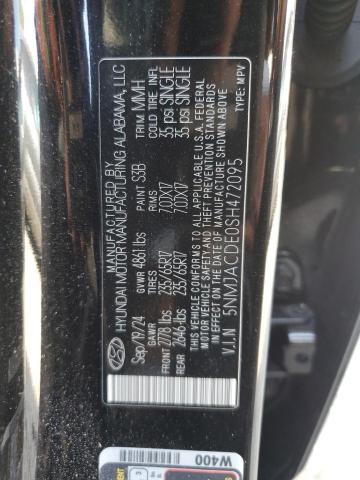 MANUFACTURED BY
HYUNDAI MOTOR MANUFACTURING ALABAMA, LLC
Sep/19/24 GVWR 4861 lbs PAINT S3B TRIM MMH
GAWR TIRES RIMS COLD TIRE INFL
FRONT 2778 lbs 235/65R17 7.0JX17 35 psi SINGLE
REAR 2646 lbs 235/65R17 7.0JX17 35 psi SINGLE
THIS VEHICLE CONFORMS TO ALL APPLICABLE U.S.A. FEDERAL
MOTOR VEHICLE SAFETY, BUMPER, AND THEFT PREVENTION STANDARDS
IN EFFECT ON THE DATE OF MANUFACTURE SHOWN ABOVE
V.I.N 5NMJACDE0SH472095 TYPE: MPV
W400